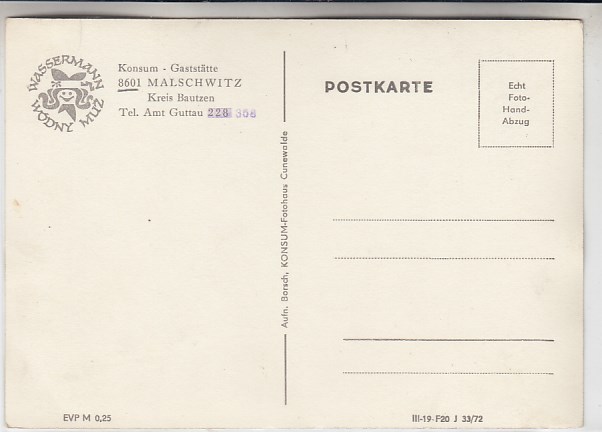 WASSERMANN
WÓDNY MUŽ
Konsum - Gaststätte
8601 MALSCHWITZ
Kreis Bautzen
Tel. Amt Guttau 228 308
Aufn. Borsch, KONSUM-Fotohaus Cunewalde
POSTKARTE
Echt
Foto-
Hand-
Abzug
EVP M 0,25
III-19-F20 J 33/72